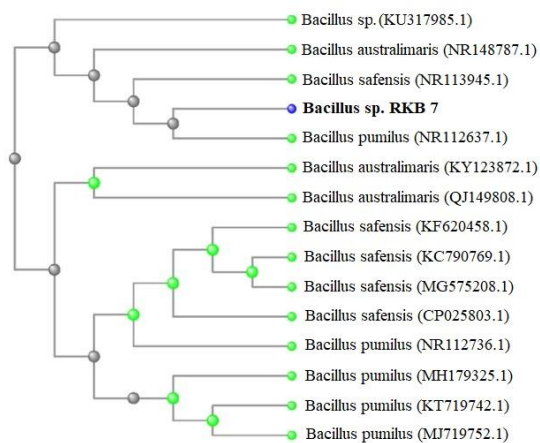 Bacillus sp. (KU317985.1)
Bacillus australimaris (NR148787.1)
Bacillus safensis (NR113945.1)
Bacillus sp. RKB 7
Bacillus pumilus (NR112637.1)
Bacillus australimaris (KY123872.1)
Bacillus australimaris (QJ149808.1)
Bacillus safensis (KF620458.1)
Bacillus safensis (KC790769.1)
Bacillus safensis (MG575208.1)
Bacillus safensis (CP025803.1)
Bacillus pumilus (NR112736.1)
Bacillus pumilus (MH179325.1)
Bacillus pumilus (KT719742.1)
Bacillus pumilus (MJ719752.1)